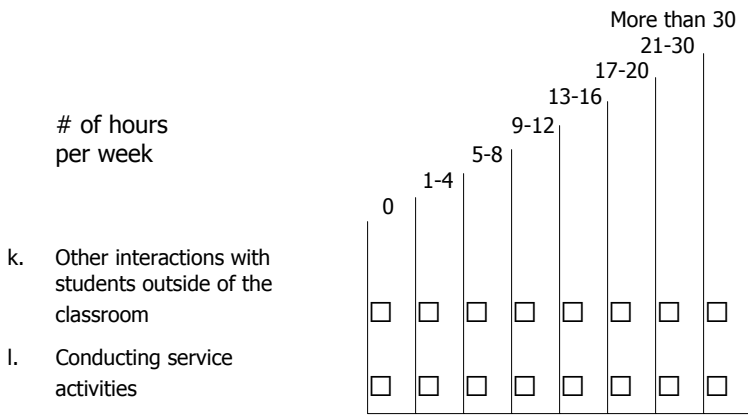 More than 30
21-30
17-20
13-16
9-12
5-8
1-4
0
# of hours
per week
k. Other interactions with
students outside of the
classroom
l. Conducting service
activities